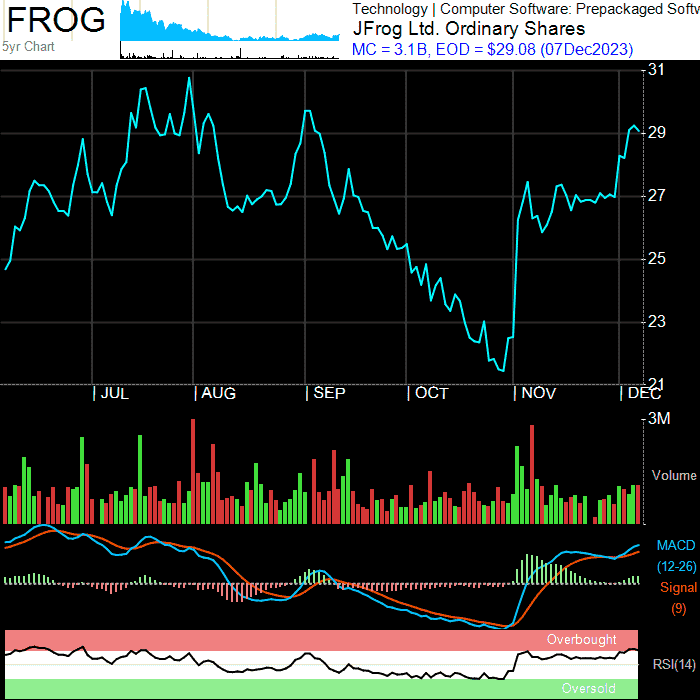 FROG
5yr Chart
Technology | Computer Software: Prepackaged Softw
JFrog Ltd. Ordinary Shares
MC = 3.1B, EOD = $29.08 (07Dec2023)
31
29
27
25
23
21
JUL AUG SEP OCT NOV DEC
3M
Volume
MACD
(12-26)
Signal
(9)
Overbought
RSI(14)
Oversold